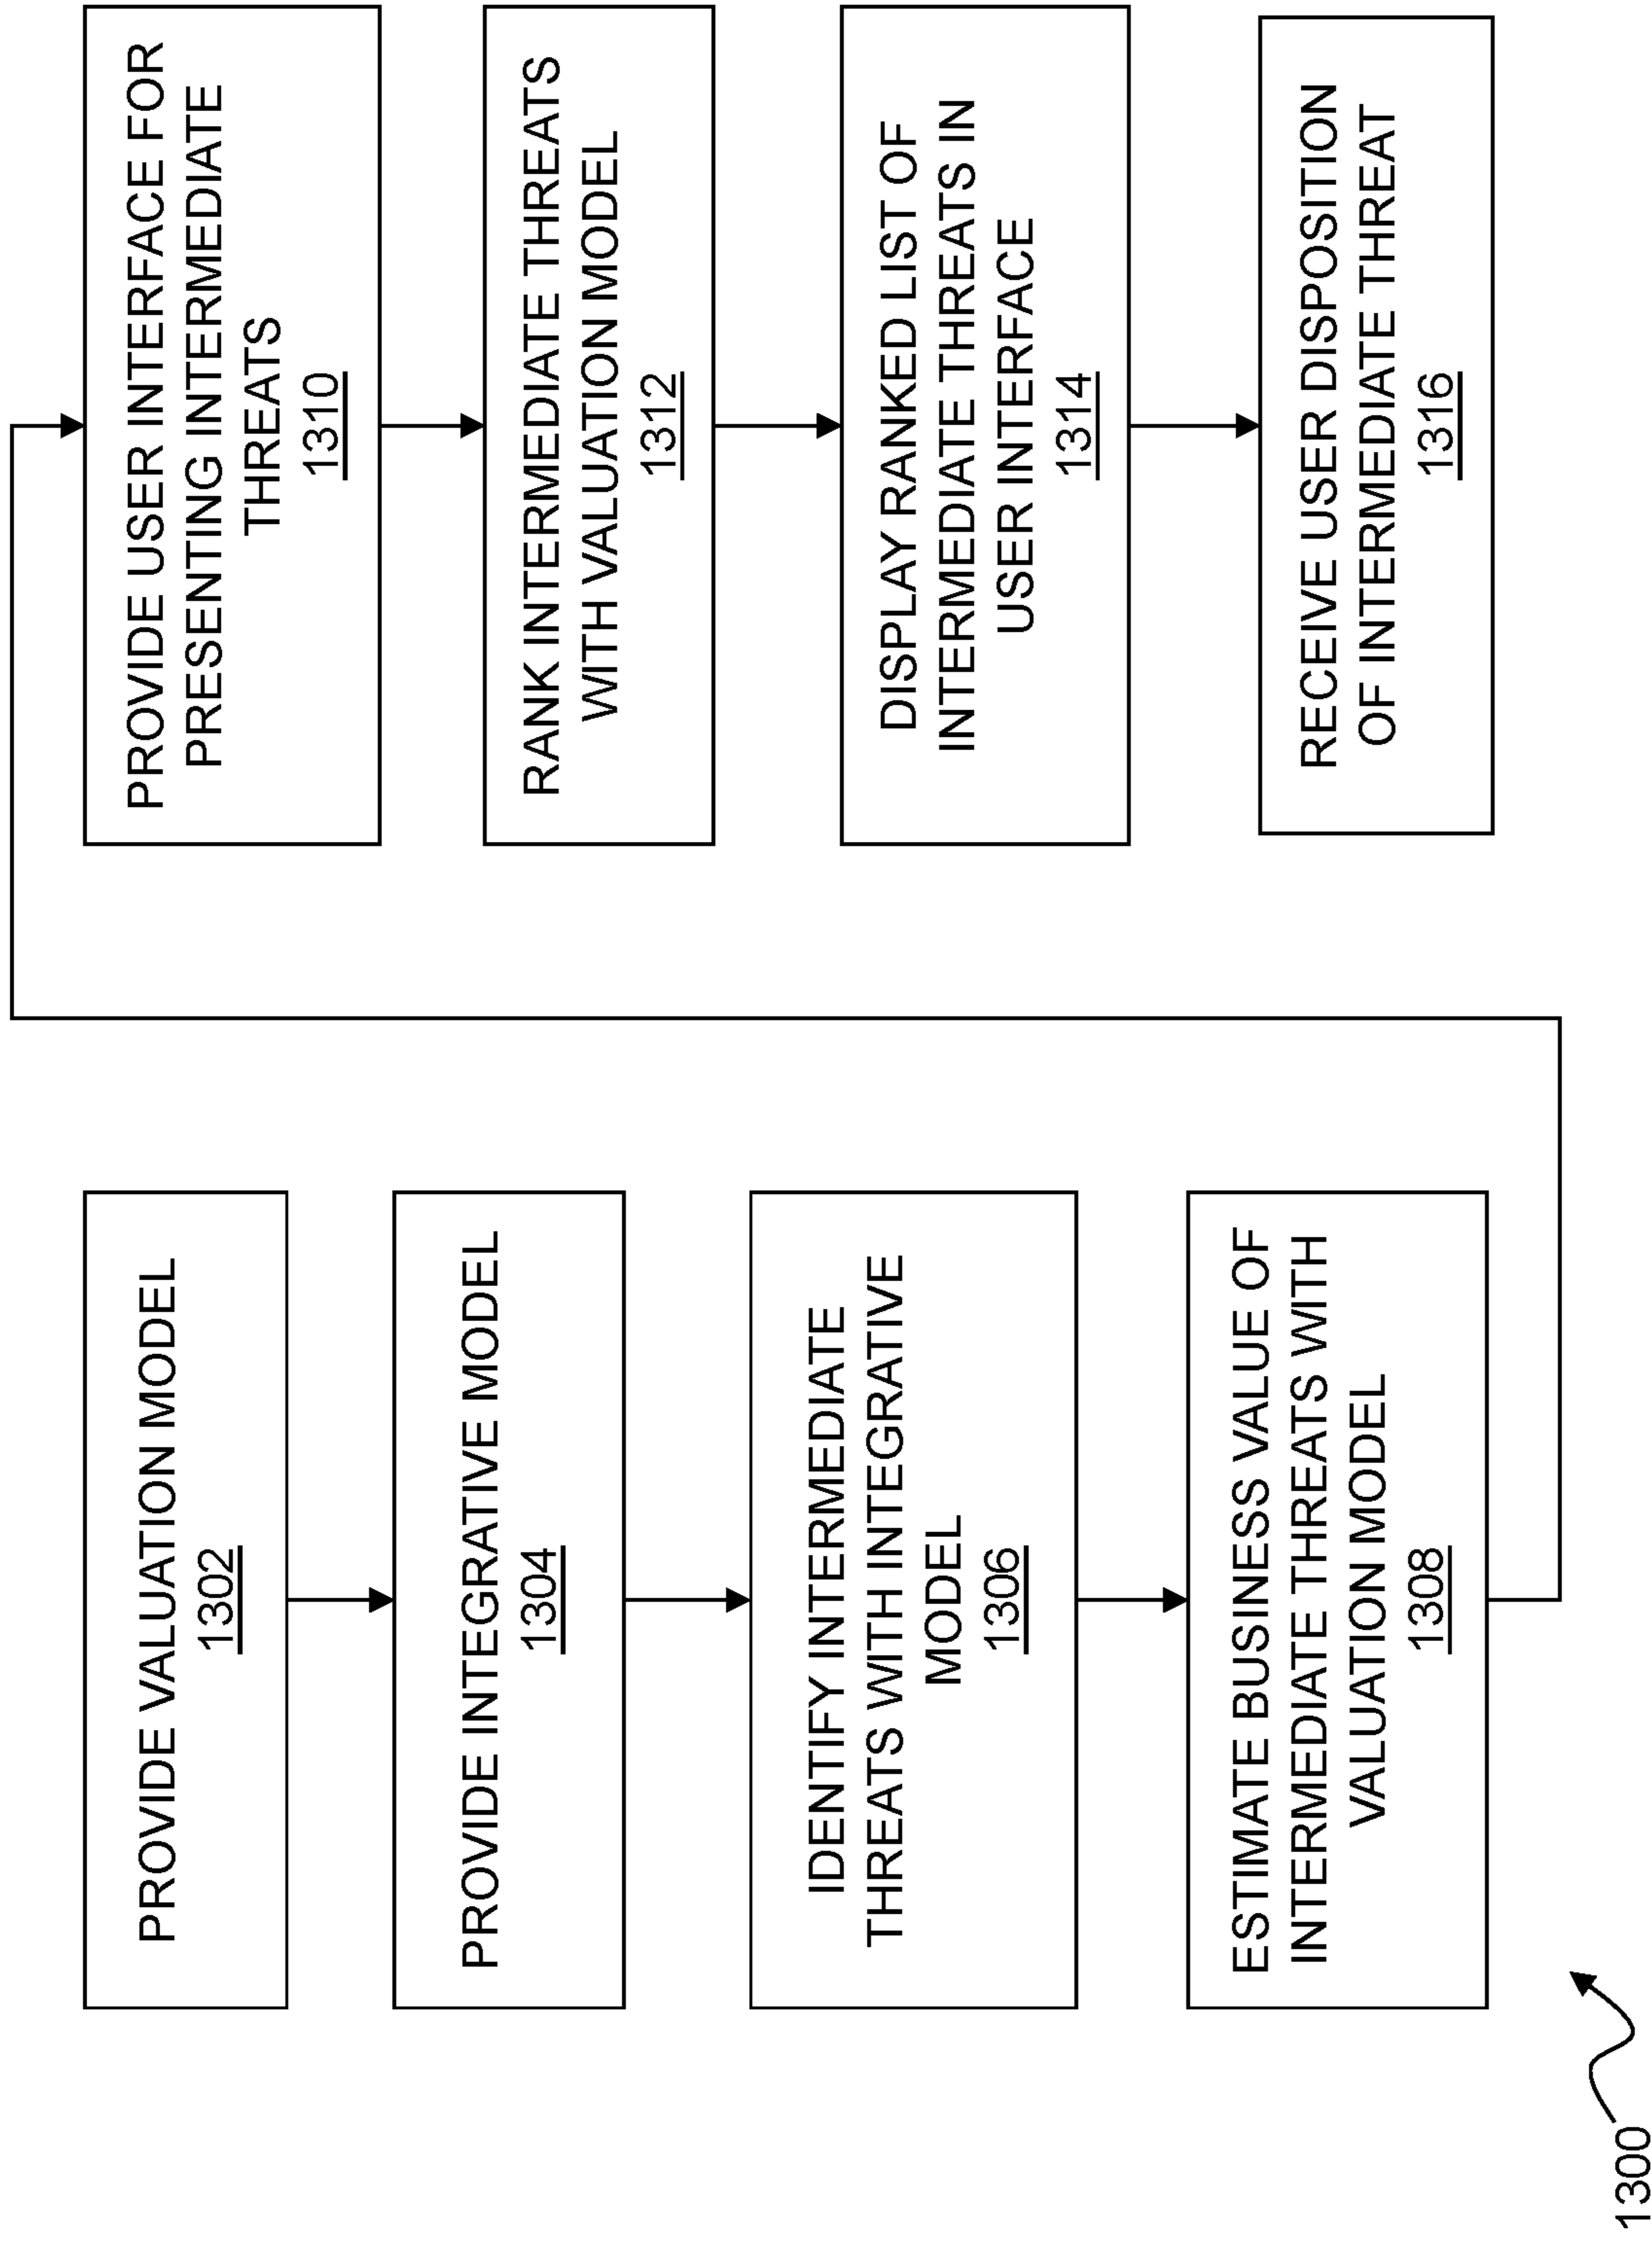 PROVIDE VALUATION MODEL
1302
PROVIDE INTEGRATIVE MODEL
1304
IDENTIFY INTERMEDIATE
THREATS WITH INTEGRATIVE
MODEL
1306
ESTIMATE BUSINESS VALUE OF
INTERMEDIATE THREATS WITH
VALUATION MODEL
1308
PROVIDE USER INTERFACE FOR
PRESENTING INTERMEDIATE
THREATS
1310
RANK INTERMEDIATE THREATS
WITH VALUATION MODEL
1312
DISPLAY RANKED LIST OF
INTERMEDIATE THREATS IN
USER INTERFACE
1314
RECEIVE USER DISPOSITION
OF INTERMEDIATE THREAT
1316
1300